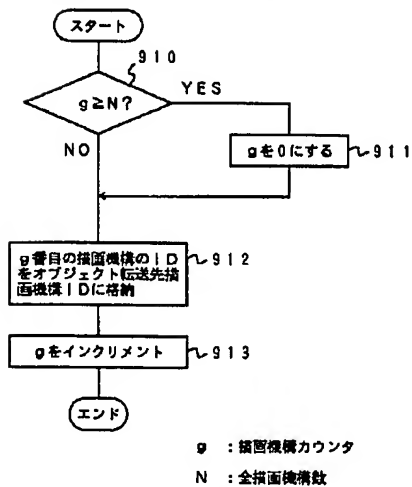 スタート
910
g≧N?
YES
NO
gを0にする
911
g番目の描画機構のID
をオブジェクト転送先描
画機構IDに格納
912
gをインクリメント
913
エンド
g :描画機構カウンタ
N :全描画機構数